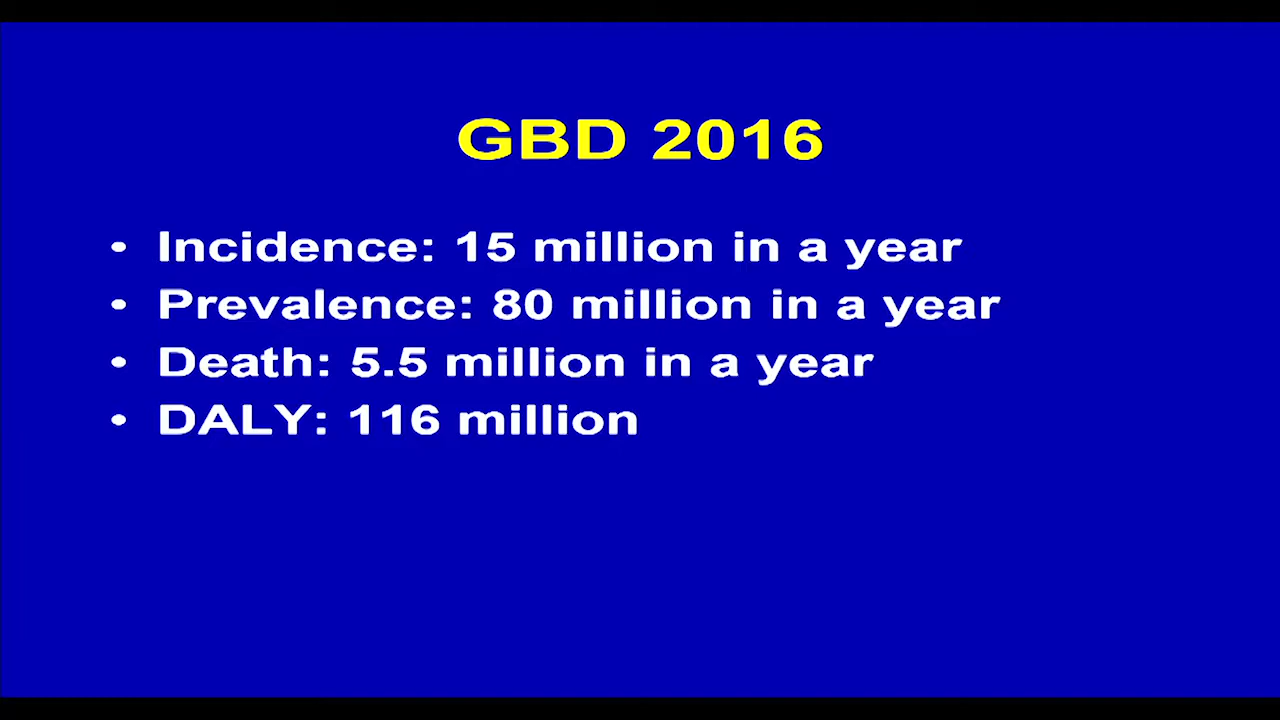 GBD 2016
• Incidence: 15 million in a year
• Prevalence: 80 million in a year
• Death: 5.5 million in a year
• DALY: 116 million